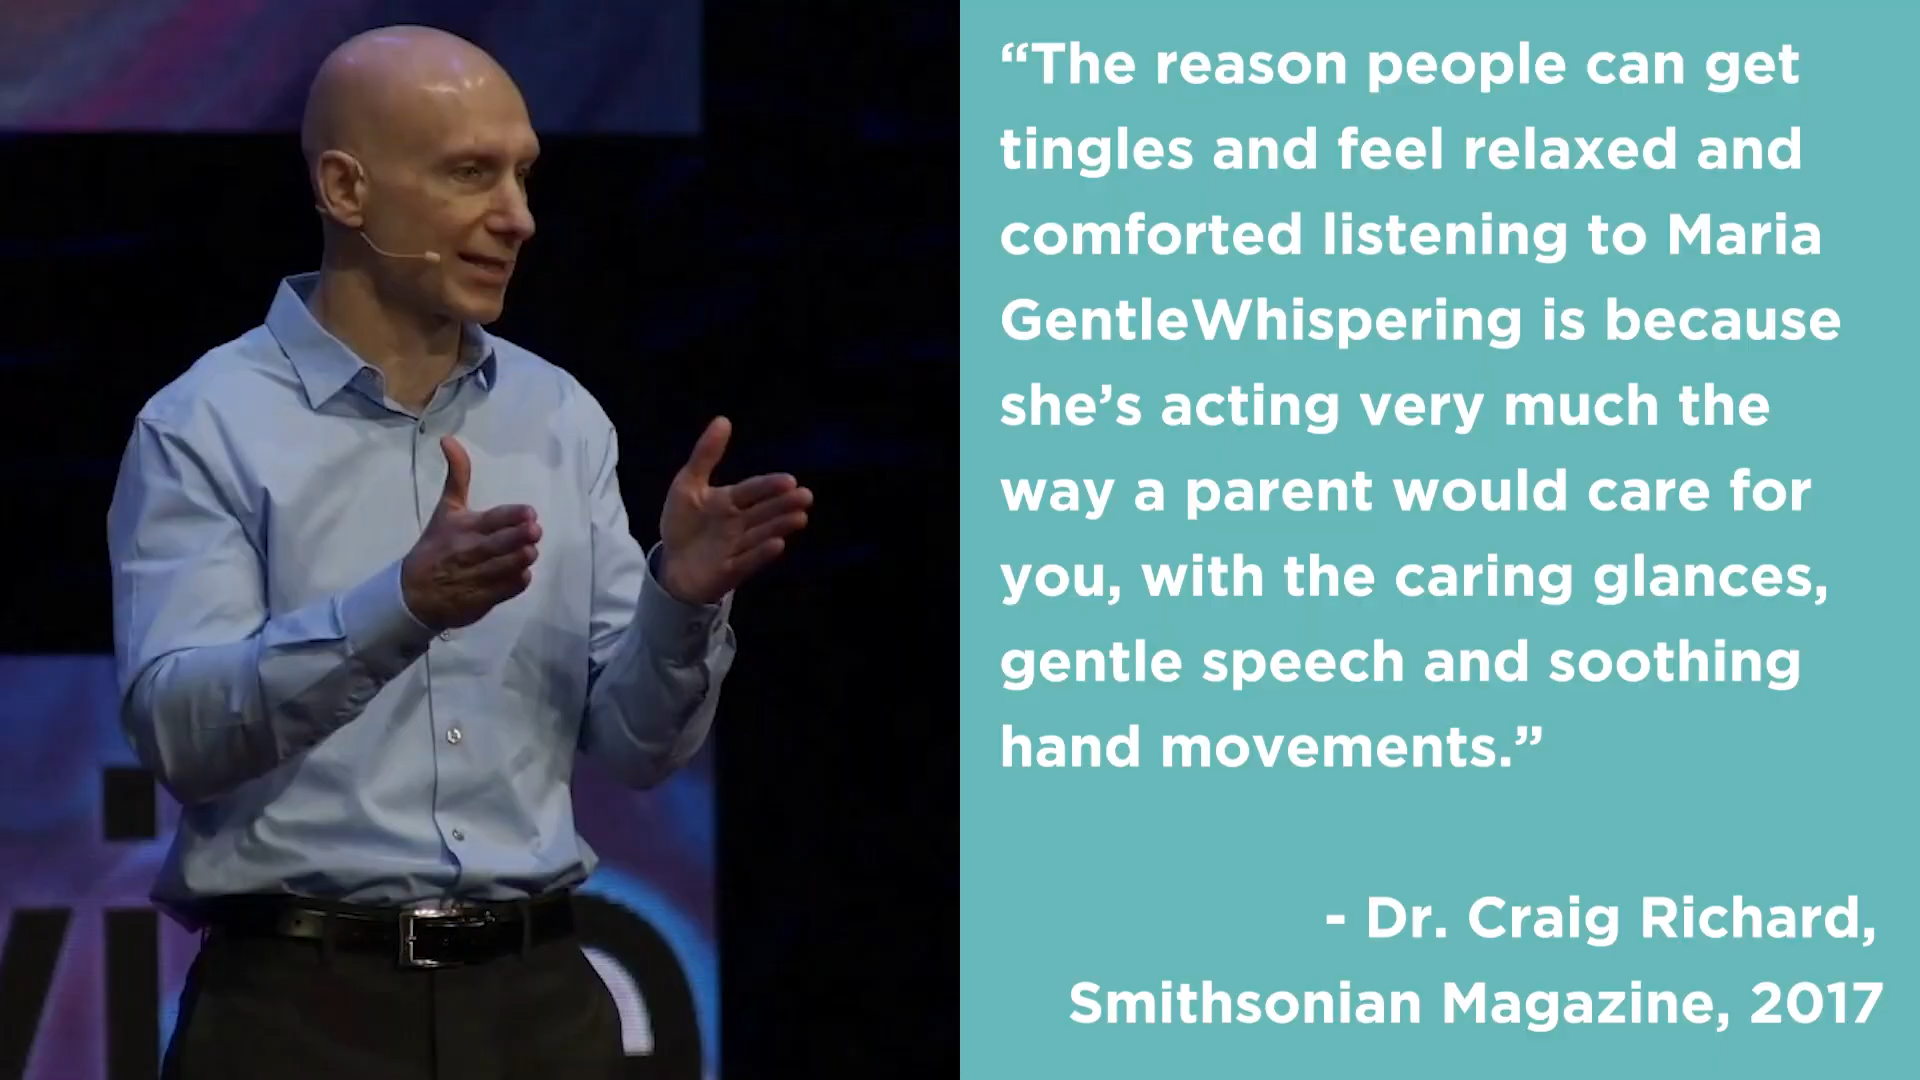 “The reason people can get
tingles and feel relaxed and
comforted listening to Maria
GentleWhispering is because
she’s acting very much the
way a parent would care for
you, with the caring glances,
gentle speech and soothing
hand movements.”
- Dr. Craig Richard,
Smithsonian Magazine, 2017